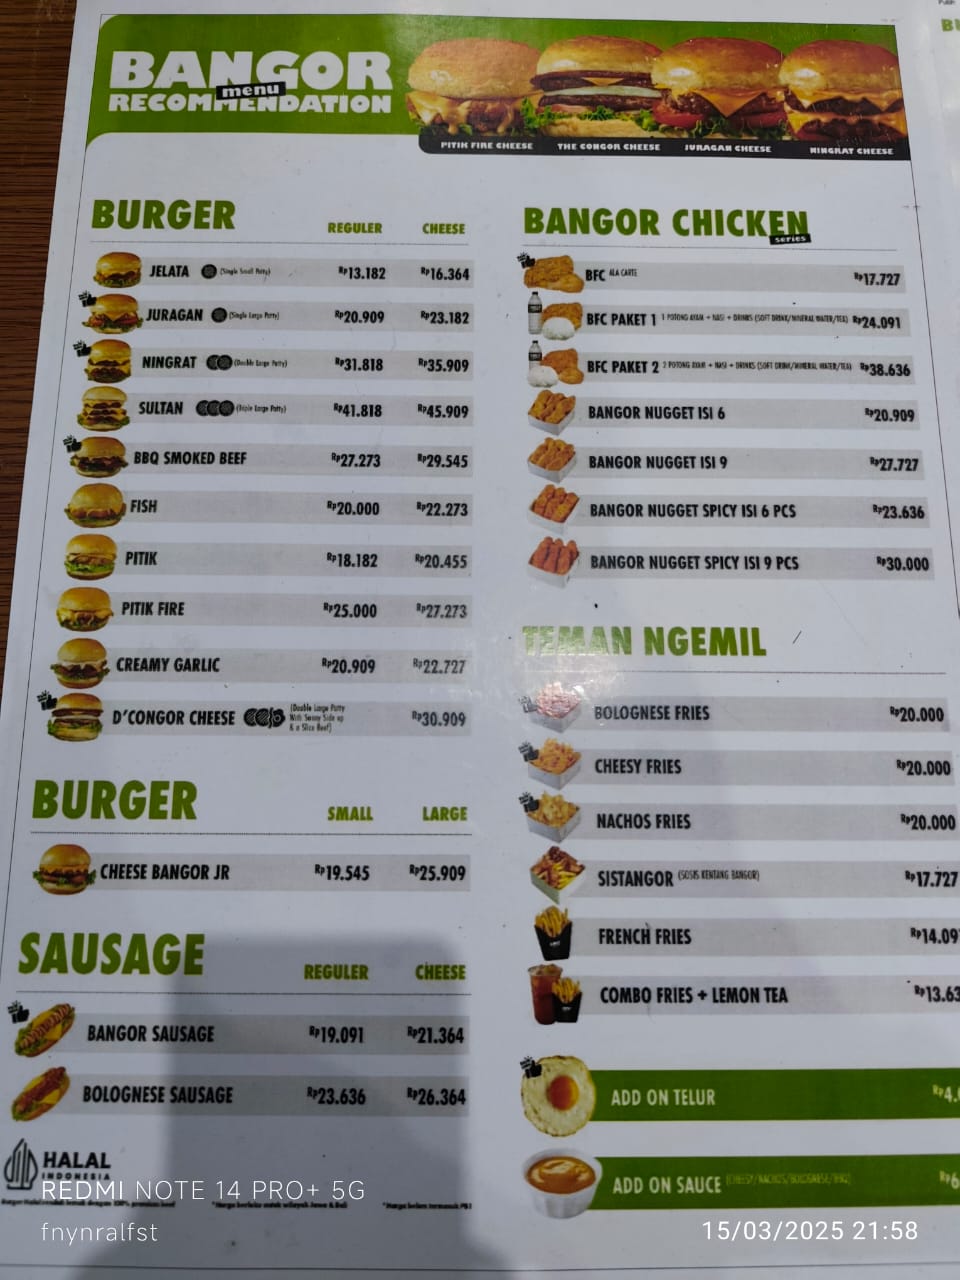 BANGOR
menu
RECOMMENDATION
PITIK FIRE CHEESE THE CONGOR CHEESE JURAGAN CHEESE NINGRAT CHEESE
BURGER REGULER CHEESE
JELATA (Single Small Patty) Rp13.182 Rp16.364
JURAGAN (Single Large Patty) Rp20.909 Rp23.182
NINGRAT (Double Large Patty) Rp31.818 Rp35.909
SULTAN (Triple Large Patty) Rp41.818 Rp45.909
BBQ SMOKED BEEF Rp27.273 Rp29.545
FISH Rp20.000 Rp22.273
PITIK Rp18.182 Rp20.455
PITIK FIRE Rp25.000 Rp27.273
CREAMY GARLIC Rp20.909 Rp22.727
D'CONGOR CHEESE (Double Large Patty With Sunny Side up & a Slice Beef) Rp30.909
BURGER SMALL LARGE
CHEESE BANGOR JR Rp19.545 Rp25.909
SAUSAGE REGULER CHEESE
BANGOR SAUSAGE Rp19.091 Rp21.364
BOLOGNESE SAUSAGE Rp23.636 Rp26.364
HALAL
INDONESIA
BANGOR CHICKEN
series
BFC ALA CARTE Rp17.727
BFC PAKET 1 1 POTONG AYAM + NASI + DRINKS (SOFT DRINK/MINERAL WATER/TEA) Rp24.091
BFC PAKET 2 2 POTONG AYAM + NASI + DRINKS (SOFT DRINK/MINERAL WATER/TEA) Rp38.636
BANGOR NUGGET ISI 6 Rp20.909
BANGOR NUGGET ISI 9 Rp27.727
BANGOR NUGGET SPICY ISI 6 PCS Rp23.636
BANGOR NUGGET SPICY ISI 9 PCS Rp30.000
TEMAN NGEMIL
BOLOGNESE FRIES Rp20.000
CHEESY FRIES Rp20.000
NACHOS FRIES Rp20.000
SISTANGOR (SOSIS KENTANG BANGOR) Rp17.727
FRENCH FRIES Rp14.09
COMBO FRIES + LEMON TEA Rp13.63
ADD ON TELUR Rp4.
ADD ON SAUCE (CHEESY/NACHOS/BOLOGNESE/BBQ) Rp6
*Harga berlaku untuk wilayah Jawa & Bali
*Harga belum termasuk
REDMI NOTE 14 PRO+ 5G
fnynralfst
15/03/2025 21:58